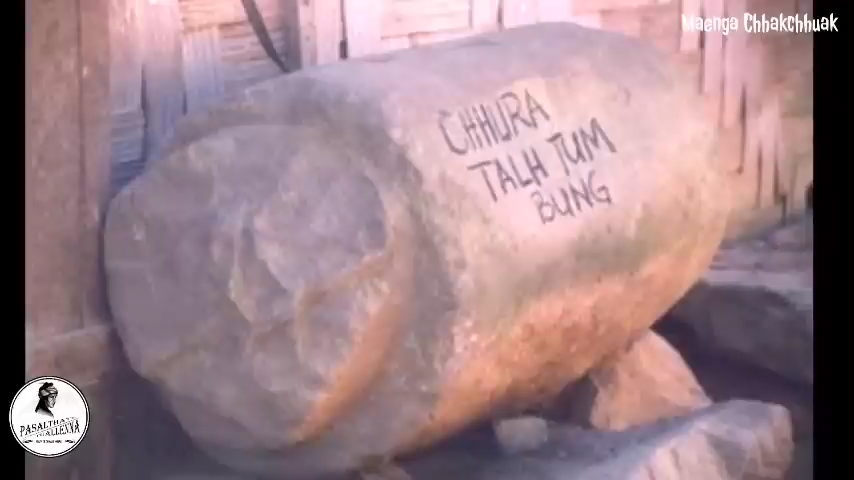 Maenga Chhakchhuak
CHHURA
TALH TUM
BUNG
PASALTHA